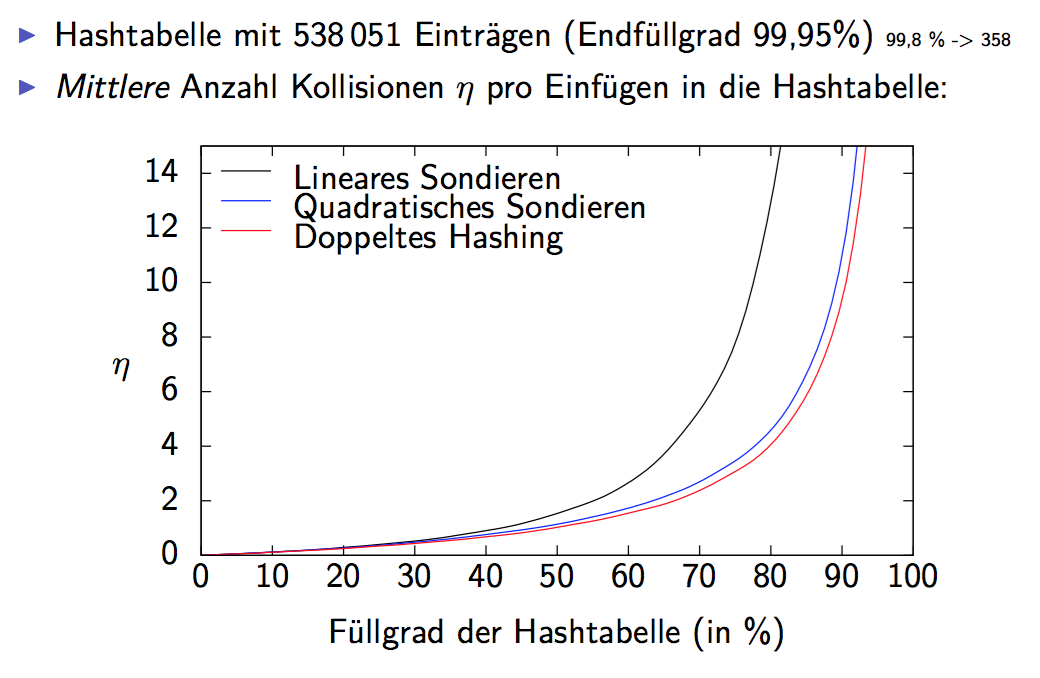 ▶ Hashtabelle mit 538 051 Einträgen (Endfüllgrad 99,95%) 99,8 % -> 358
▶ Mittlere Anzahl Kollisionen η pro Einfügen in die Hashtabelle:
14
Lineares Sondieren
Quadratisches Sondieren
12
Doppeltes Hashing
10
8
η
6
4
2
0
0 10 20 30 40 50 60 70 80 90 100
Füllgrad der Hashtabelle (in %)